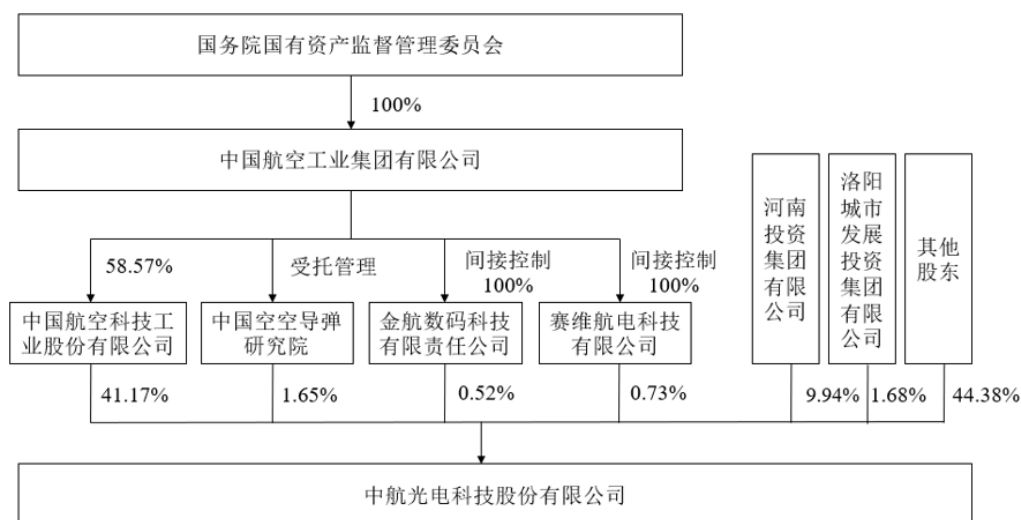 国务院国有资产监督管理委员会
100%
中国航空工业集团有限公司
58.57%
受托管理
间接控制
100%
间接控制
100%
中国航空科技工
业股份有限公司
中国空空导弹
研究院
金航数码科技
有限责任公司
赛维航电科技
有限公司
河南
投资
集团
有限
公司
洛阳
城市
发展
投资
集团
有限
公司
其他
股东
41.17%
1.65%
0.52%
0.73%
9.94%
1.68%
44.38%
中航光电科技股份有限公司